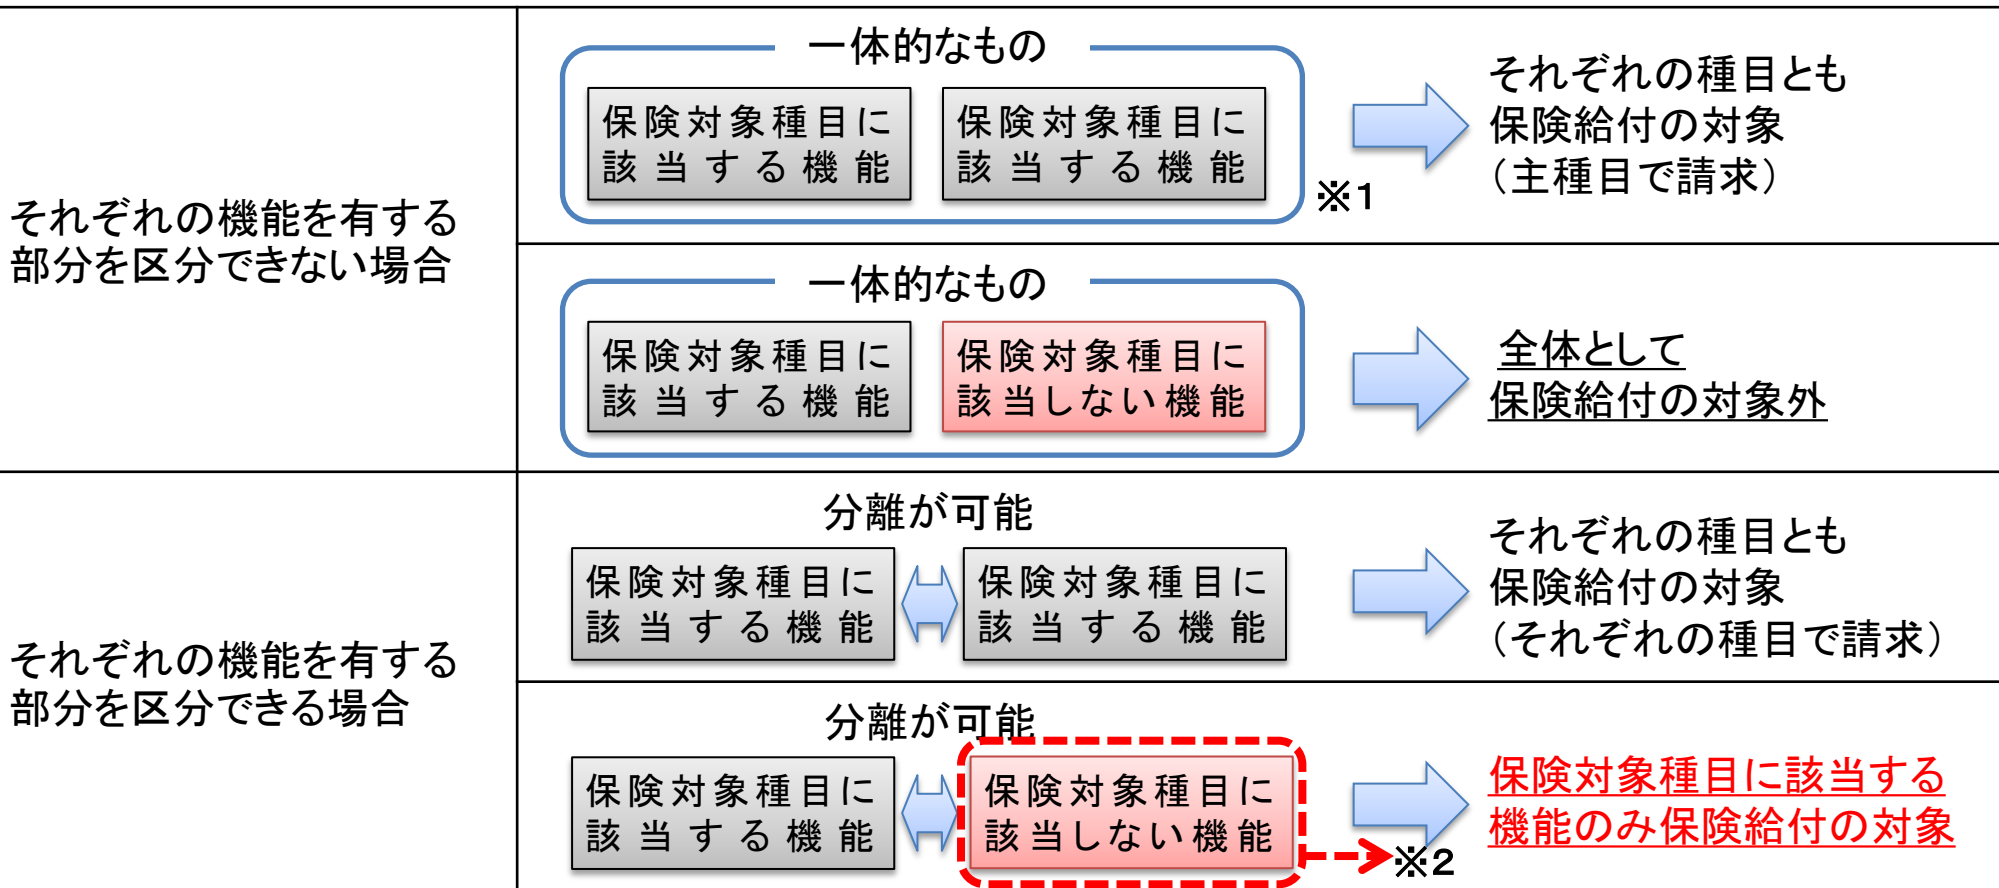 それぞれの機能を有する
部分を区分できない場合
一体的なもの
保険対象種目に
該当する機能
保険対象種目に
該当する機能
※1
それぞれの種目とも
保険給付の対象
（主種目で請求）
一体的なもの
保険対象種目に
該当する機能
保険対象種目に
該当しない機能
全体として
保険給付の対象外
それぞれの機能を有する
部分を区分できる場合
分離が可能
保険対象種目に
該当する機能
保険対象種目に
該当する機能
それぞれの種目とも
保険給付の対象
（それぞれの種目で請求）
分離が可能
保険対象種目に
該当する機能
保険対象種目に
該当しない機能
※2
保険対象種目に該当する
機能のみ保険給付の対象